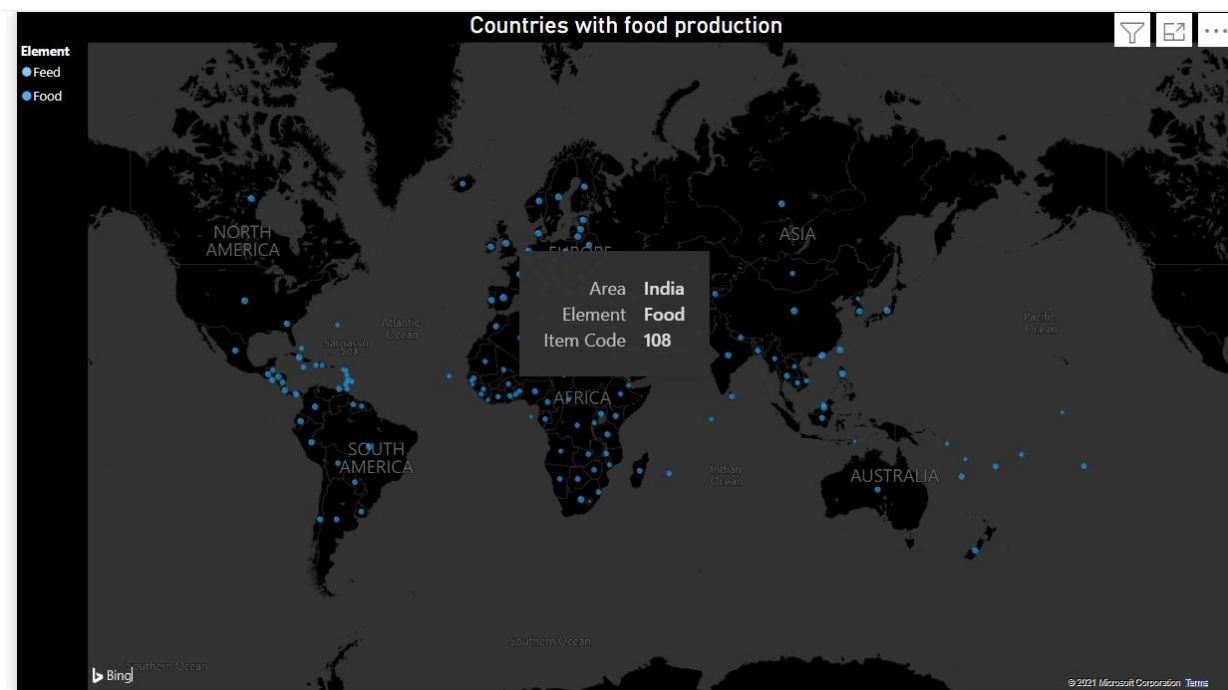 Countries with food production
Element
Feed
Food
NORTH
AMERICA
ASIA
Area India
Element Food
Item Code 108
Atlantic
Ocean
Sargasso
Sea
Pacific
Ocean
AFRICA
SOUTH
AMERICA
Indian
Ocean
AUSTRALIA
Southern Ocean
Southern Ocean
Bing
© 2021 Microsoft Corporation Terms